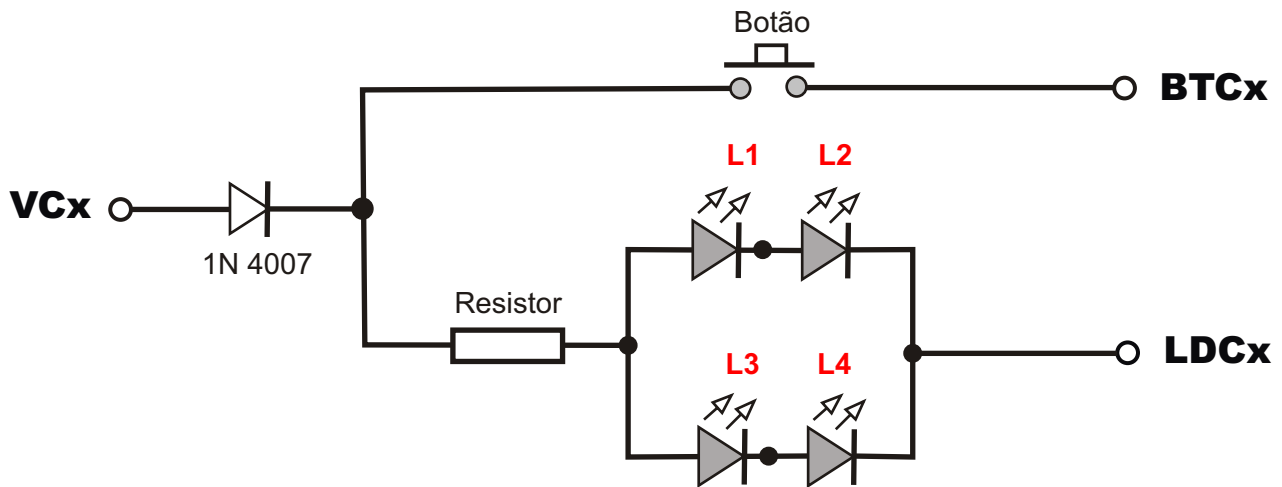 Botão
BTCx
L1
L2
VCx
1N 4007
Resistor
L3
L4
LDCx